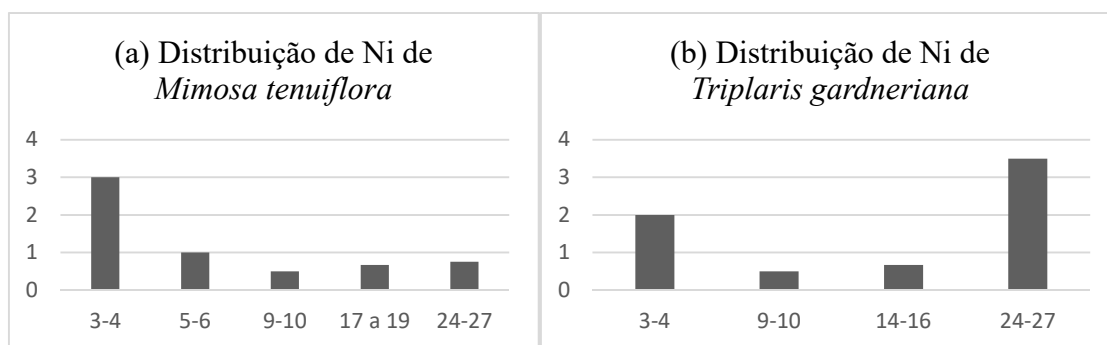 (a) Distribuição de Ni de
Mimosa tenuiflora
4
3
2
1
0
3-4 5-6 9-10 17 a 19 24-27
(b) Distribuição de Ni de
Triplaris gardneriana
4
3
2
1
0
3-4 9-10 14-16 24-27